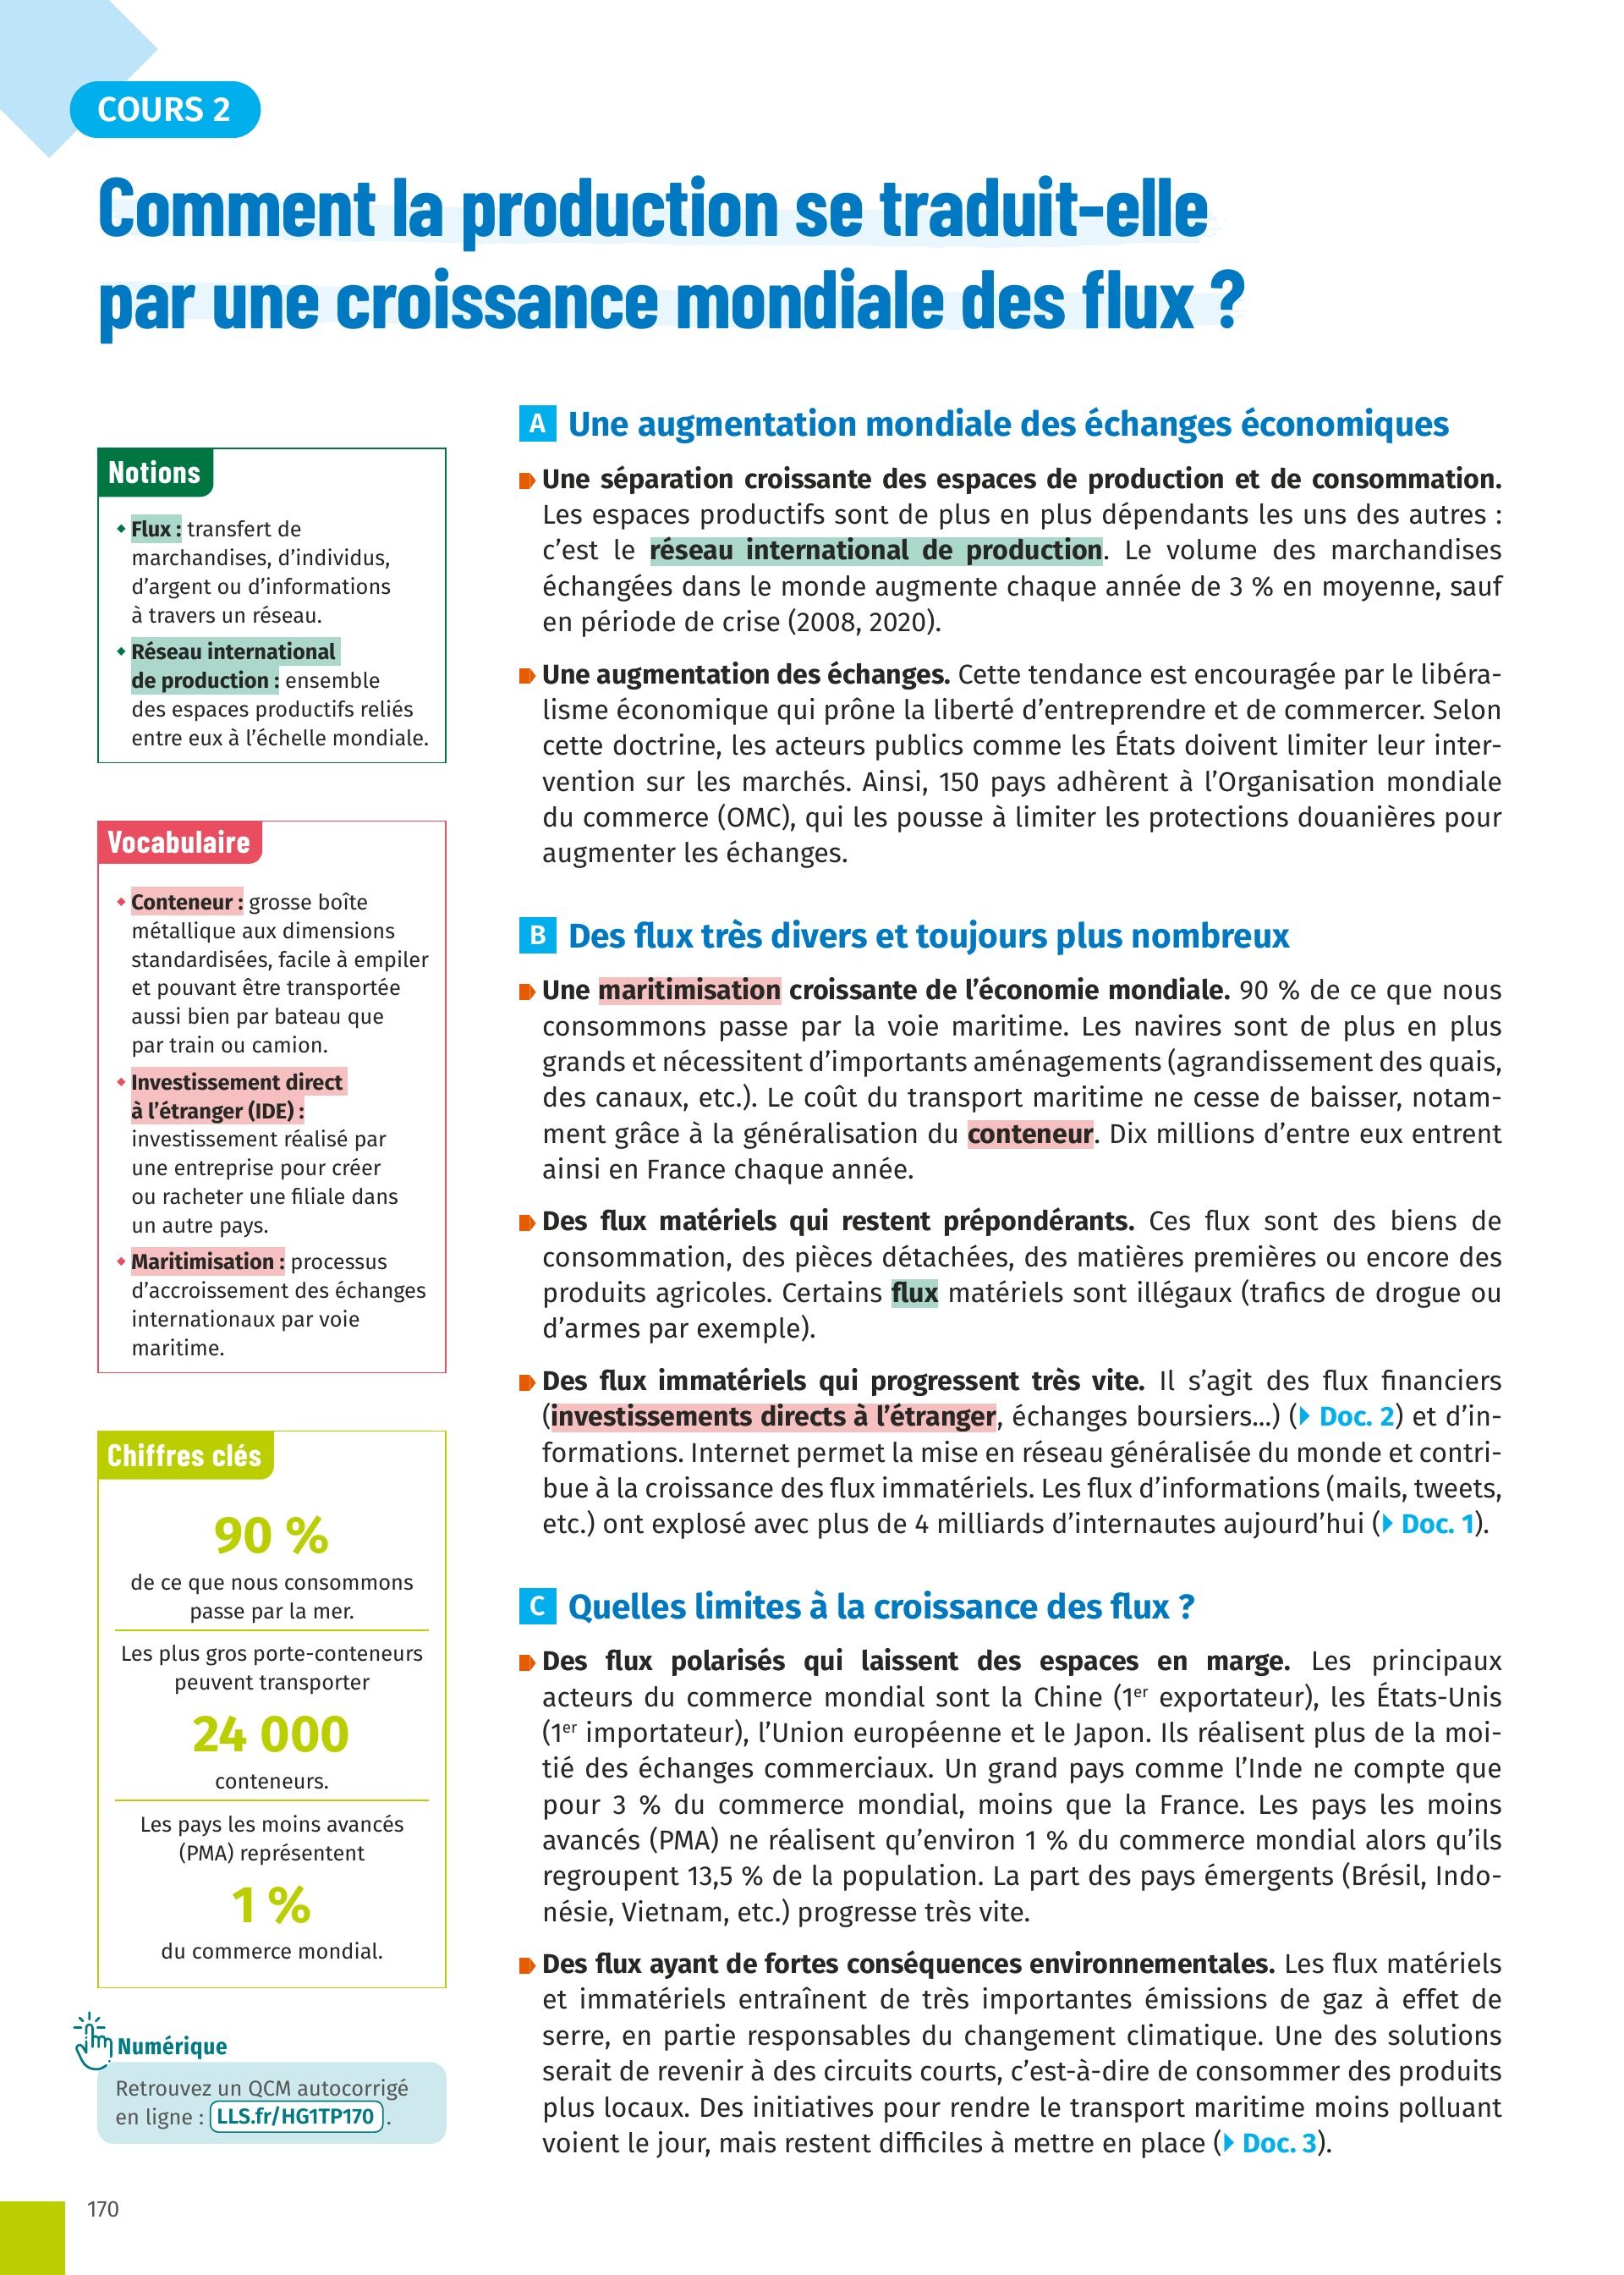 COURS 2
Comment la production se traduit-elle
par une croissance mondiale des flux ?
Notions
Flux : transfert de
marchandises, d'individus,
d'argent ou d'informations
à travers un réseau.
Réseau international
de production : ensemble
des espaces productifs reliés
entre eux à l'échelle mondiale.
Vocabulaire
Conteneur : grosse boîte
métallique aux dimensions
standardisées, facile à empiler
et pouvant être transportée
aussi bien par bateau que
par train ou camion.
Investissement direct
à l'étranger (IDE) :
investissement réalisé par
une entreprise pour créer
ou racheter une filiale dans
un autre pays.
Maritimisation : processus
d'accroissement des échanges
internationaux par voie
maritime.
Chiffres clés
90 %
de ce que nous consommons
passe par la mer.
Les plus gros porte-conteneurs
peuvent transporter
24 000
conteneurs.
Les pays les moins avancés
(PMA) représentent
1 %
du commerce mondial.
Numérique
Retrouvez un QCM autocorrigé
en ligne : LLS.fr/HG1TP170 .
A Une augmentation mondiale des échanges économiques
Une séparation croissante des espaces de production et de consommation.
Les espaces productifs sont de plus en plus dépendants les uns des autres :
c'est le réseau international de production. Le volume des marchandises
échangées dans le monde augmente chaque année de 3 % en moyenne, sauf
en période de crise (2008, 2020).
Une augmentation des échanges. Cette tendance est encouragée par le libéra-
lisme économique qui prône la liberté d'entreprendre et de commercer. Selon
cette doctrine, les acteurs publics comme les États doivent limiter leur inter-
vention sur les marchés. Ainsi, 150 pays adhèrent à l'Organisation mondiale
du commerce (OMC), qui les pousse à limiter les protections douanières pour
augmenter les échanges.
B Des flux très divers et toujours plus nombreux
Une maritimisation croissante de l'économie mondiale. 90 % de ce que nous
consommons passe par la voie maritime. Les navires sont de plus en plus
grands et nécessitent d'importants aménagements (agrandissement des quais,
des canaux, etc.). Le coût du transport maritime ne cesse de baisser, notam-
ment grâce à la généralisation du conteneur. Dix millions d'entre eux entrent
ainsi en France chaque année.
Des flux matériels qui restent prépondérants. Ces flux sont des biens de
consommation, des pièces détachées, des matières premières ou encore des
produits agricoles. Certains flux matériels sont illégaux (trafics de drogue ou
d'armes par exemple).
Des flux immatériels qui progressent très vite. Il s'agit des flux financiers
(investissements directs à l'étranger, échanges boursiers…) (Doc. 2) et d'in-
formations. Internet permet la mise en réseau généralisée du monde et contri-
bue à la croissance des flux immatériels. Les flux d'informations (mails, tweets,
etc.) ont explosé avec plus de 4 milliards d'internautes aujourd'hui (Doc. 1).
C Quelles limites à la croissance des flux ?
Des flux polarisés qui laissent des espaces en marge. Les principaux
acteurs du commerce mondial sont la Chine (1er exportateur), les États-Unis
(1er importateur), l'Union européenne et le Japon. Ils réalisent plus de la moi-
tié des échanges commerciaux. Un grand pays comme l'Inde ne compte que
pour 3 % du commerce mondial, moins que la France. Les pays les moins
avancés (PMA) ne réalisent qu'environ 1 % du commerce mondial alors qu'ils
regroupent 13,5 % de la population. La part des pays émergents (Brésil, Indo-
nésie, Vietnam, etc.) progresse très vite.
Des flux ayant de fortes conséquences environnementales. Les flux matériels
et immatériels entraînent de très importantes émissions de gaz à effet de
serre, en partie responsables du changement climatique. Une des solutions
serait de revenir à des circuits courts, c'est-à-dire de consommer des produits
plus locaux. Des initiatives pour rendre le transport maritime moins polluant
voient le jour, mais restent difficiles à mettre en place (Doc. 3).
170